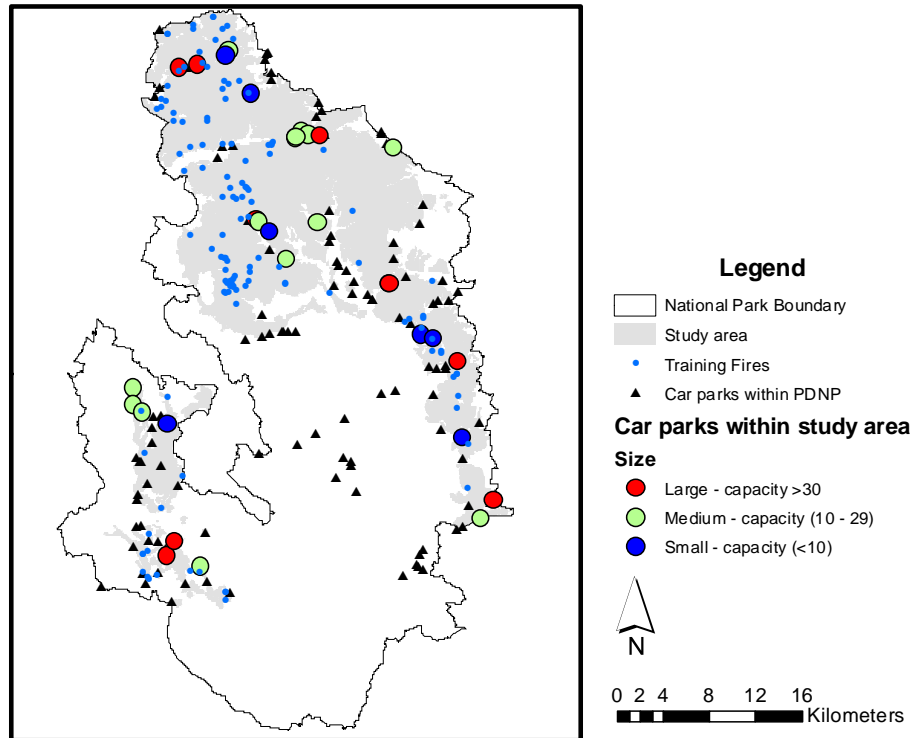 Legend
National Park Boundary
Study area
Training Fires
Car parks within PDNP
Car parks within study area
Size
Large - capacity >30
Medium - capacity (10 - 29)
Small - capacity (<10)
N
0 2 4 8 12 16
Kilometers